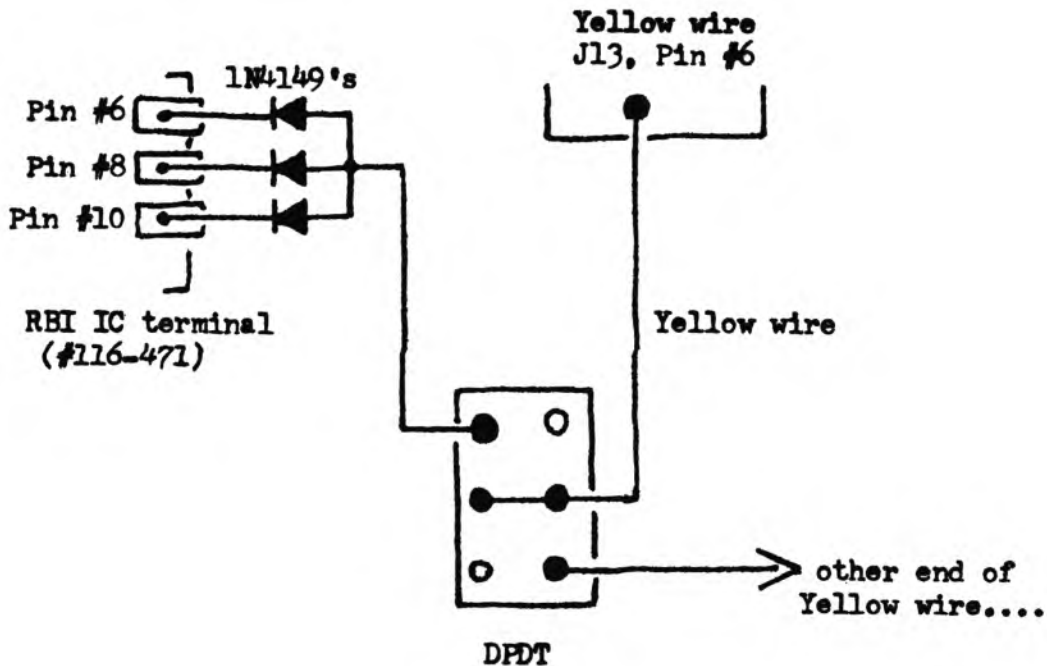 Yellow wire
J13, Pin #6
1N4149's
Pin #6
Pin #8
Pin #10
RBI IC terminal
(#116-471)
Yellow wire
other end of
Yellow wire....
DPDT